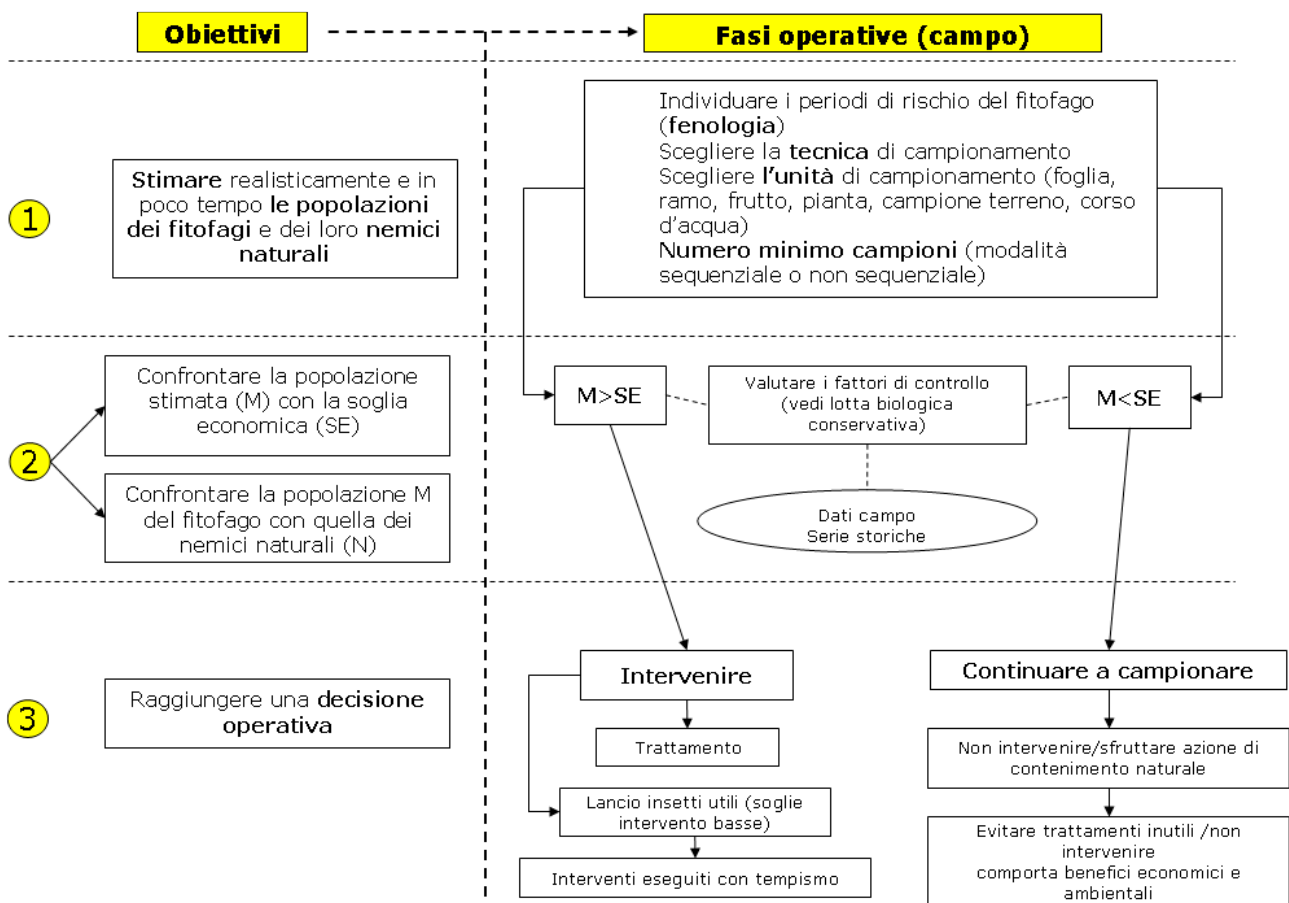 Obiettivi
Fasi operative (campo)
1
Stimare realisticamente e in
poco tempo le popolazioni
dei fitofagi e dei loro nemici
naturali
Individuare i periodi di rischio del fitofago
(fenologia)
Scegliere la tecnica di campionamento
Scegliere l'unità di campionamento (foglia,
ramo, frutto, pianta, campione terreno, corso
d'acqua)
Numero minimo campioni (modalità
sequenziale o non sequenziale)
2
Confrontare la popolazione
stimata (M) con la soglia
economica (SE)
Confrontare la popolazione M
del fitofago con quella dei
nemici naturali (N)
M>SE
Valutare i fattori di controllo
(vedi lotta biologica
conservativa)
M<SE
Dati campo
Serie storiche
3
Raggiungere una decisione
operativa
Intervenire
Trattamento
Lancio insetti utili (soglie
intervento basse)
Interventi eseguiti con tempismo
Continuare a campionare
Non intervenire/sfruttare azione di
contenimento naturale
Evitare trattamenti inutili /non
intervenire
comporta benefici economici e
ambientali